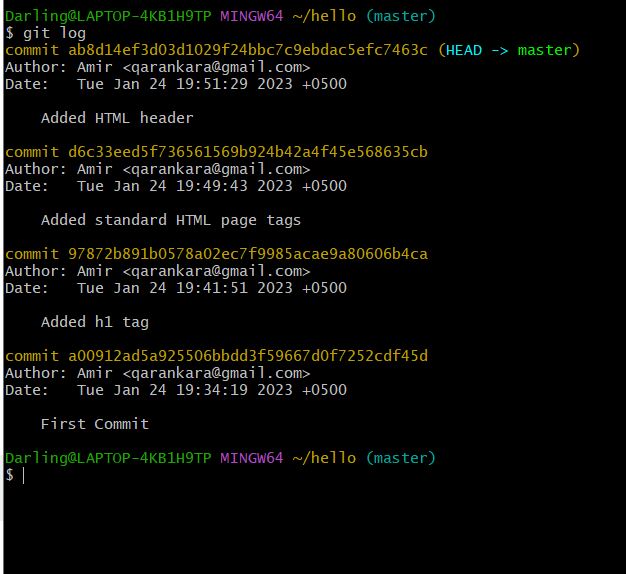 Darling@LAPTOP-4KB1H9TP MINGW64 ~/hello (master)
$ git log
commit ab8d14ef3d03d1029f24bbc7c9ebdac5efc7463c (HEAD -> master)
Author: Amir <qarankara@gmail.com>
Date:   Tue Jan 24 19:51:29 2023 +0500
    Added HTML header
commit d6c33eed5f736561569b924b42a4f45e568635cb
Author: Amir <qarankara@gmail.com>
Date:   Tue Jan 24 19:49:43 2023 +0500
    Added standard HTML page tags
commit 97872b891b0578a02ec7f9985acae9a80606b4ca
Author: Amir <qarankara@gmail.com>
Date:   Tue Jan 24 19:41:51 2023 +0500
    Added h1 tag
commit a00912ad5a925506bbdd3f59667d0f7252cdf45d
Author: Amir <qarankara@gmail.com>
Date:   Tue Jan 24 19:34:19 2023 +0500
    First Commit
Darling@LAPTOP-4KB1H9TP MINGW64 ~/hello (master)
$